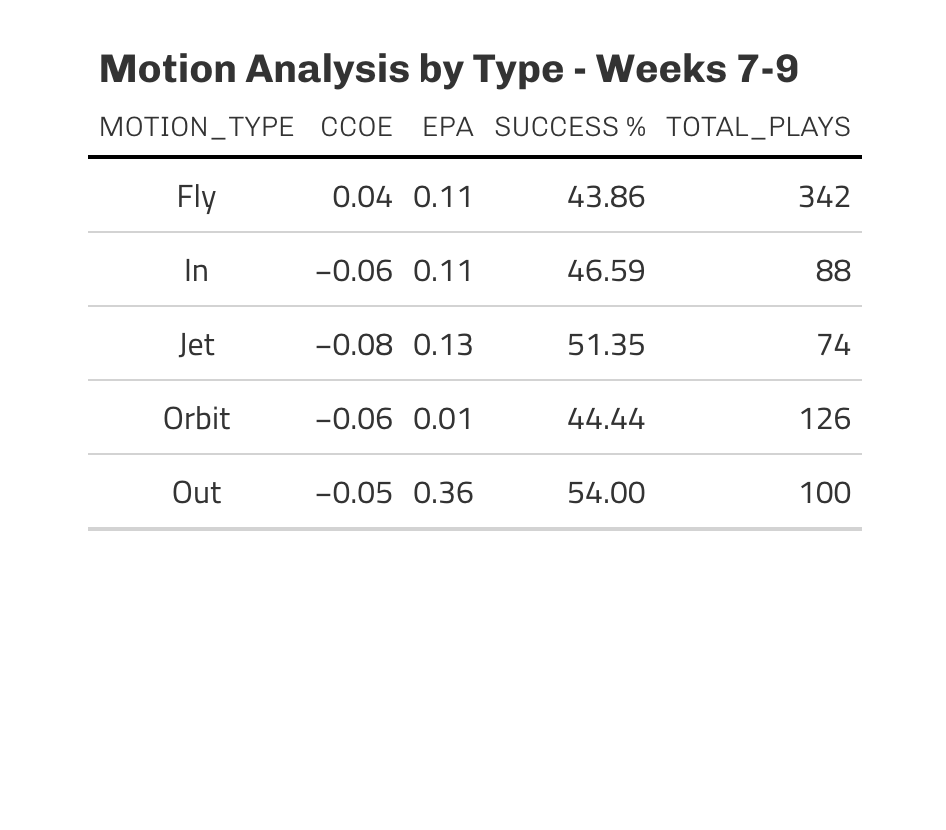 Motion Analysis by Type - Weeks 7-9
MOTION_TYPE CCOE EPA SUCCESS % TOTAL_PLAYS
Fly 0.04 0.11 43.86 342
In −0.06 0.11 46.59 88
Jet −0.08 0.13 51.35 74
Orbit −0.06 0.01 44.44 126
Out −0.05 0.36 54.00 100